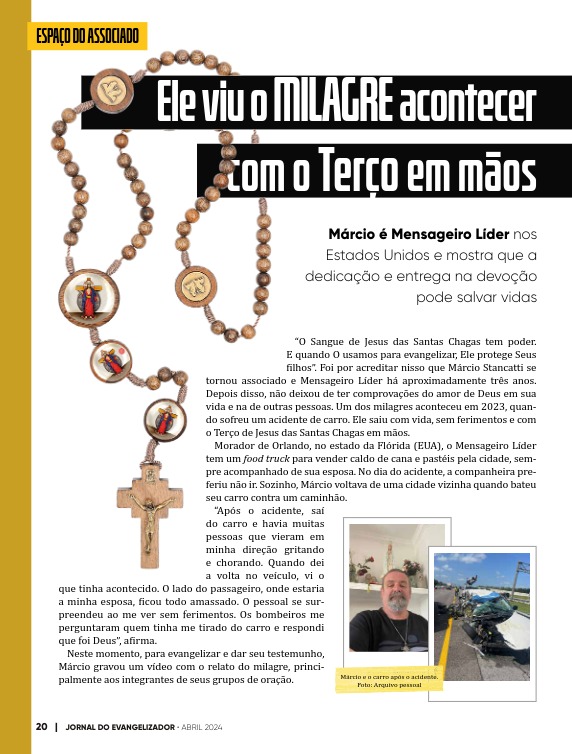 ESPAÇO DO ASSOCIADO
Ele viu o MILAGRE acontecer
com o Terço em mãos
Márcio é Mensageiro Líder nos
Estados Unidos e mostra que a
dedicação e entrega na devoção
pode salvar vidas
“O Sangue de Jesus das Santas Chagas tem poder.
E quando O usamos para evangelizar, Ele protege Seus
filhos”. Foi por acreditar nisso que Márcio Stancatti se
tornou associado e Mensageiro Líder há aproximadamente três anos.
Depois disso, não deixou de ter comprovações do amor de Deus em sua
vida e na de outras pessoas. Um dos milagres aconteceu em 2023, quan-
do sofreu um acidente de carro. Ele saiu com vida, sem ferimentos e com
o Terço de Jesus das Santas Chagas em mãos.
Morador de Orlando, no estado da Flórida (EUA), o Mensageiro Líder
tem um food truck para vender caldo de cana e pastéis pela cidade, sem-
pre acompanhado de sua esposa. No dia do acidente, a companheira pre-
feriu não ir. Sozinho, Márcio voltava de uma cidade vizinha quando bateu
seu carro contra um caminhão.
“Após o acidente, saí
do carro e havia muitas
pessoas que vieram em
minha direção gritando
e chorando. Quando dei
a volta no veículo, vi o
que tinha acontecido. O lado do passageiro, onde estaria
a minha esposa, ficou todo amassado. O pessoal se sur-
preendeu ao me ver sem ferimentos. Os bombeiros me
perguntaram quem tinha me tirado do carro e respondi
que foi Deus”, afirma.
Neste momento, para evangelizar e dar seu testemunho,
Márcio gravou um vídeo com o relato do milagre, princi-
palmente aos integrantes de seus grupos de oração.
Márcio e o carro após o acidente.
Foto: Arquivo pessoal
20 | JORNAL DO EVANGELIZADOR • ABRIL 2024